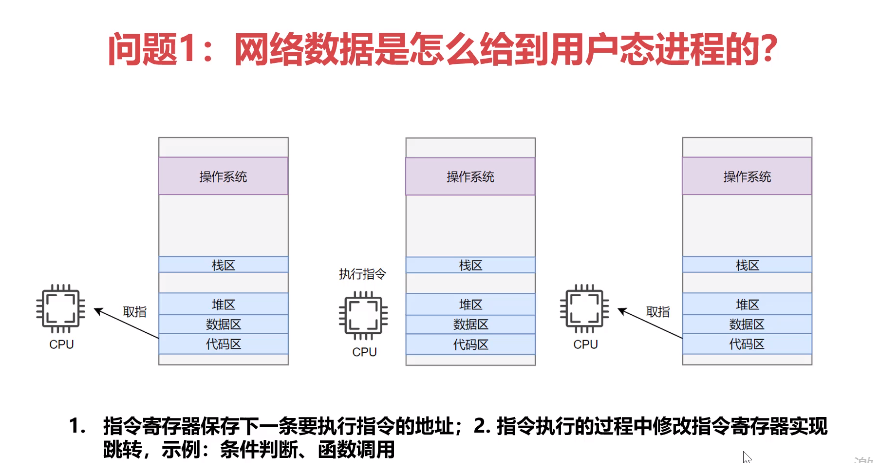 问题1：网络数据是怎么给到用户态进程的?
操作系统
操作系统
操作系统
栈区
栈区
栈区
执行指令
取指
堆区
堆区
取指
堆区
数据区
数据区
数据区
CPU
代码区
CPU
代码区
CPU
代码区
1. 指令寄存器保存下一条要执行指令的地址；2. 指令执行的过程中修改指令寄存器实现
跳转，示例：条件判断、函数调用